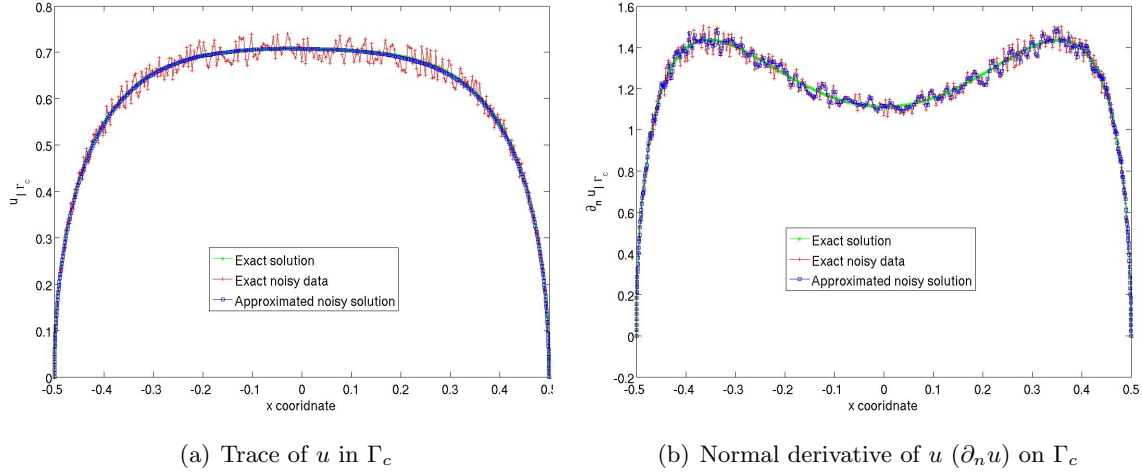 0.8
0.7
0.6
0.5
0.4
0.3
0.2
0.1
0
-0.5 -0.4 -0.3 -0.2 -0.1 0 0.1 0.2 0.3 0.4 0.5
u| Γc
x cooridnate
Exact solution
Exact noisy data
Approximated noisy solution
(a) Trace of u in Γc
1.6
1.4
1.2
1
0.8
0.6
0.4
0.2
0
-0.2
-0.5 -0.4 -0.3 -0.2 -0.1 0 0.1 0.2 0.3 0.4 0.5
∂n u| Γc
x cooridnate
Exact solution
Exact noisy data
Approximated noisy solution
(b) Normal derivative of u (∂nu) on Γc